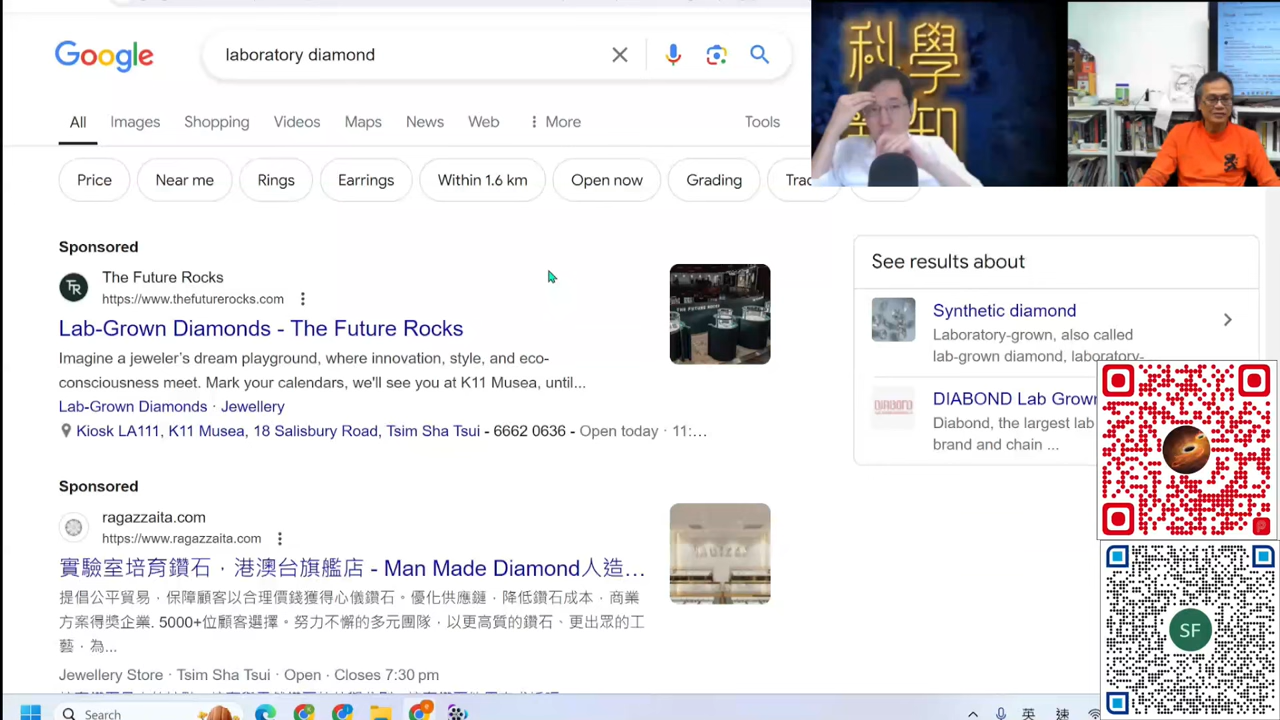 Google
laboratory diamond
All
Images
Shopping
Videos
Maps
News
Web
More
Tools
Price
Near me
Rings
Earrings
Within 1.6 km
Open now
Grading
科學
知
Sponsored
TR
The Future Rocks
https://www.thefuturerocks.com
Lab-Grown Diamonds - The Future Rocks
Imagine a jeweler's dream playground, where innovation, style, and eco-
consciousness meet. Mark your calendars, we'll see you at K11 Musea, until...
Lab-Grown Diamonds · Jewellery
Kiosk LA111, K11 Musea, 18 Salisbury Road, Tsim Sha Tsui - 6662 0636 - Open today · 11:...
THE FUTURE ROCKS
See results about
Synthetic diamond
Laboratory-grown, also called
lab-grown diamond, laboratory-
DIABOND Lab Grown
Diabond, the largest lab
brand and chain ...
Sponsored
ragazzaita.com
https://www.ragazzaita.com
實驗室培育鑽石，港澳台旗艦店 - Man Made Diamond人造...
提倡公平貿易，保障顧客以合理價錢獲得心儀鑽石。優化供應鏈，降低鑽石成本，商業
方案得獎企業. 5000+位顧客選擇。努力不懈的多元團隊，以更高質的鑽石、更出眾的工
藝，為...
Jewellery Store · Tsim Sha Tsui · Open · Closes 7:30 pm
SF
Search
英
速